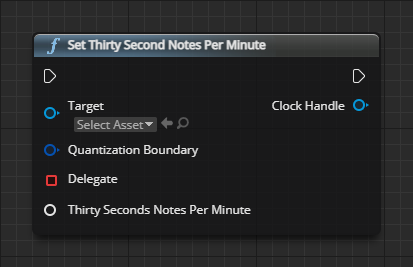 f Set Thirty Second Notes Per Minute
Target
Clock Handle
Select Asset
Quantization Boundary
Delegate
Thirty Seconds Notes Per Minute